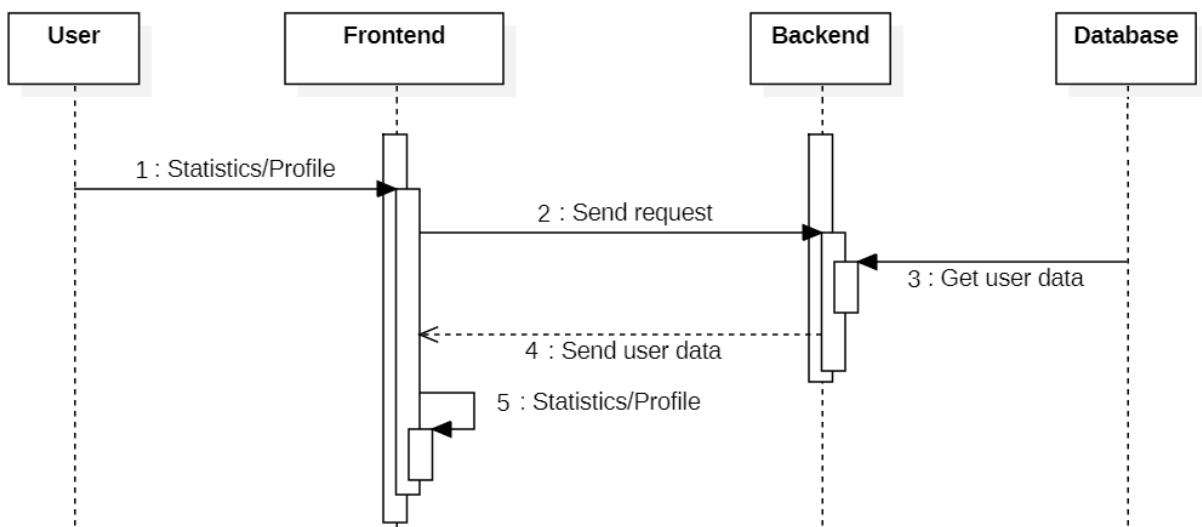 User
Frontend
Backend
Database
1 : Statistics/Profile
2 : Send request
3 : Get user data
4 : Send user data
5 : Statistics/Profile